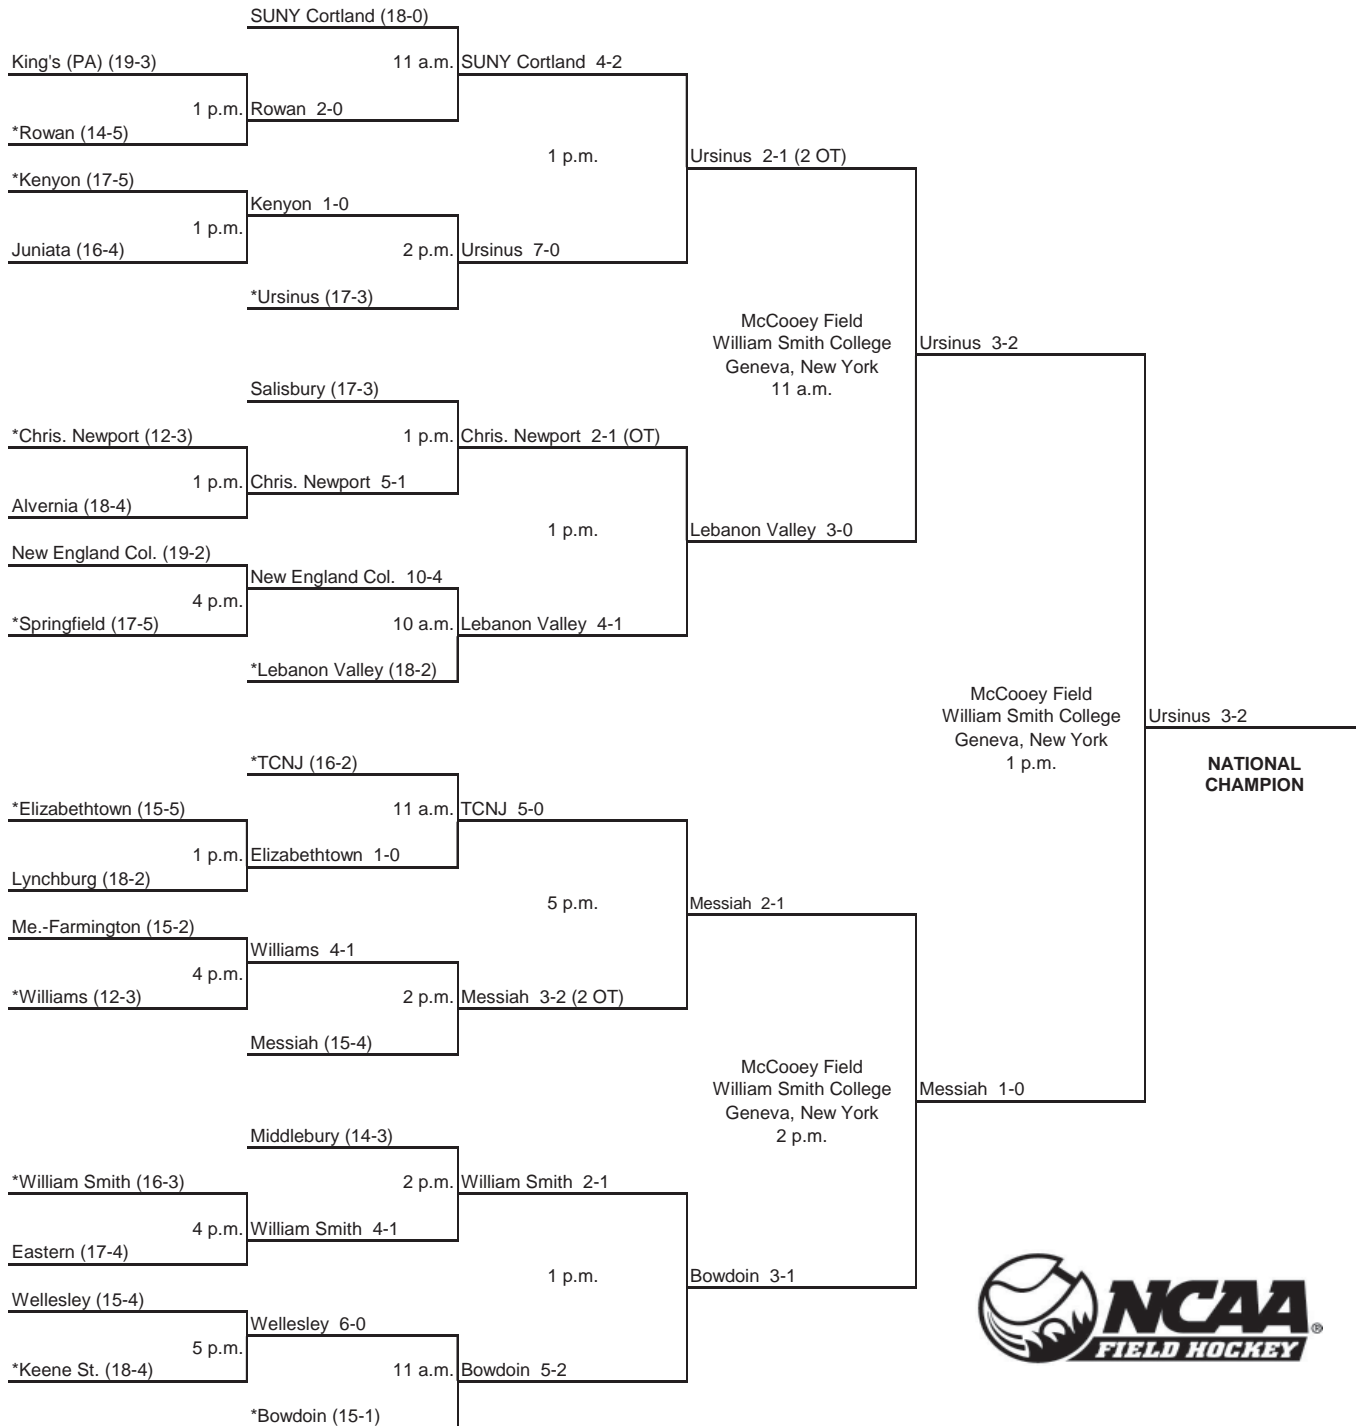 SUNY Cortland (18-0)
King's (PA) (19-3)
11 a.m. SUNY Cortland 4-2
1 p.m. Rowan 2-0
*Rowan (14-5)
1 p.m. Ursinus 2-1 (2 OT)
*Kenyon (17-5)
Kenyon 1-0
1 p.m.
Juniata (16-4)
2 p.m. Ursinus 7-0
*Ursinus (17-3)
McCooey Field
William Smith College
Geneva, New York
11 a.m.
Ursinus 3-2
Salisbury (17-3)
*Chris. Newport (12-3)
1 p.m. Chris. Newport 2-1 (OT)
1 p.m. Chris. Newport 5-1
Alvernia (18-4)
1 p.m. Lebanon Valley 3-0
New England Col. (19-2)
New England Col. 10-4
4 p.m.
*Springfield (17-5)
10 a.m. Lebanon Valley 4-1
*Lebanon Valley (18-2)
McCooey Field
William Smith College
Geneva, New York
1 p.m.
Ursinus 3-2
NATIONAL
CHAMPION
*TCNJ (16-2)
*Elizabethtown (15-5)
11 a.m. TCNJ 5-0
1 p.m. Elizabethtown 1-0
Lynchburg (18-2)
5 p.m. Messiah 2-1
Me.-Farmington (15-2)
Williams 4-1
4 p.m.
*Williams (12-3)
2 p.m. Messiah 3-2 (2 OT)
Messiah (15-4)
McCooey Field
William Smith College
Geneva, New York
2 p.m.
Messiah 1-0
Middlebury (14-3)
*William Smith (16-3)
2 p.m. William Smith 2-1
4 p.m. William Smith 4-1
Eastern (17-4)
1 p.m. Bowdoin 3-1
Wellesley (15-4)
Wellesley 6-0
5 p.m.
*Keene St. (18-4)
11 a.m. Bowdoin 5-2
*Bowdoin (15-1)
NCAA ®
FIELD HOCKEY